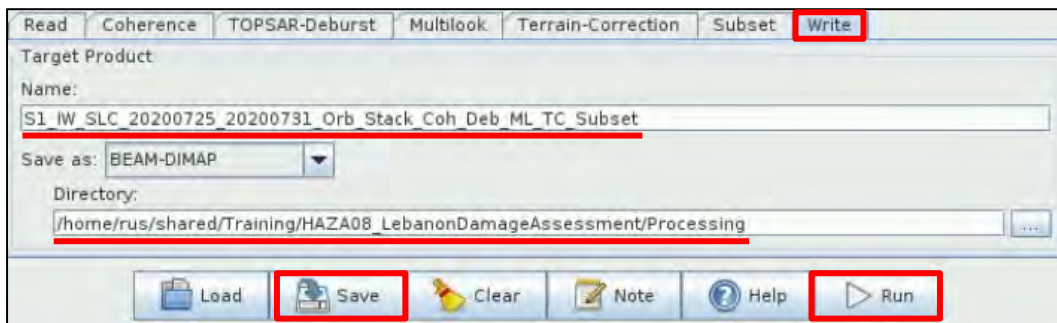 Read Coherence TOPSAR-Deburst Multilook Terrain-Correction Subset Write
Target Product
Name:
S1_IW_SLC_20200725_20200731_Orb_Stack_Coh_Deb_ML_TC_Subset
Save as: BEAM-DIMAP
Directory:
/home/rus/shared/Training/HAZA08_LebanonDamageAssessment/Processing
...
Load Save Clear Note Help Run